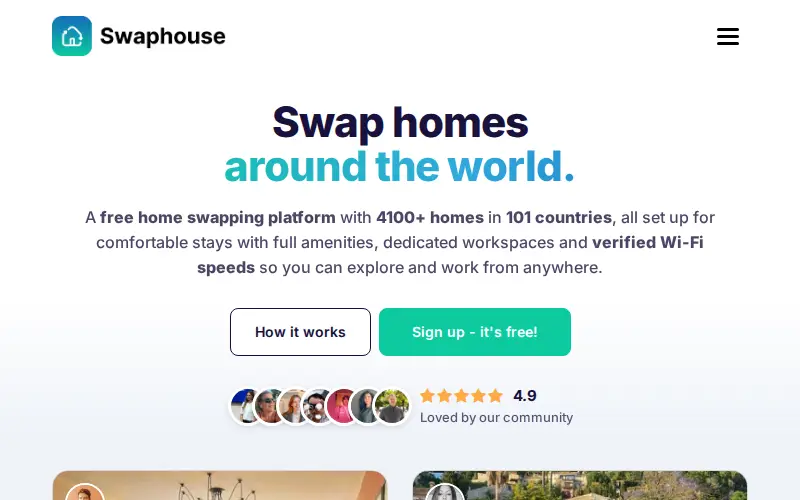 Swaphouse
Swap homes
around the world.
A free home swapping platform with 4100+ homes in 101 countries, all set up for
comfortable stays with full amenities, dedicated workspaces and verified Wi-Fi
speeds so you can explore and work from anywhere.
How it works
Sign up - it's free!
4.9
Loved by our community